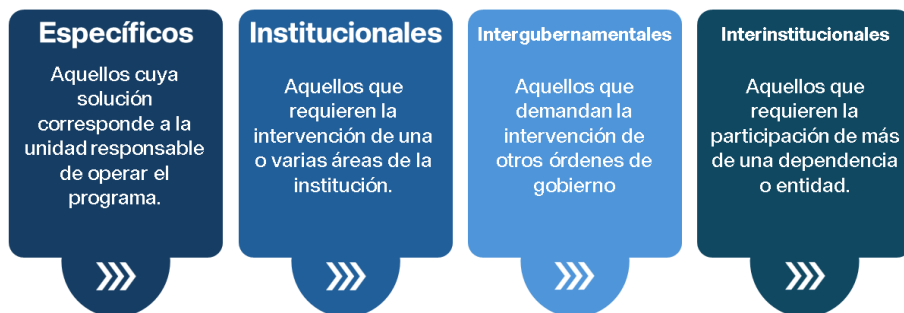 Específicos
Aquellos cuya
solución
corresponde a la
unidad responsable
de operar el
programa.
Institucionales
Aquellos que
requieren la
intervención de una
o varias áreas de la
institución.
Intergubernamentales
Aquellos que
demandan la
intervención de
otros órdenes de
gobierno
Interinstitucionales
Aquellos que
requieren la
participación de más
de una dependencia
o entidad.